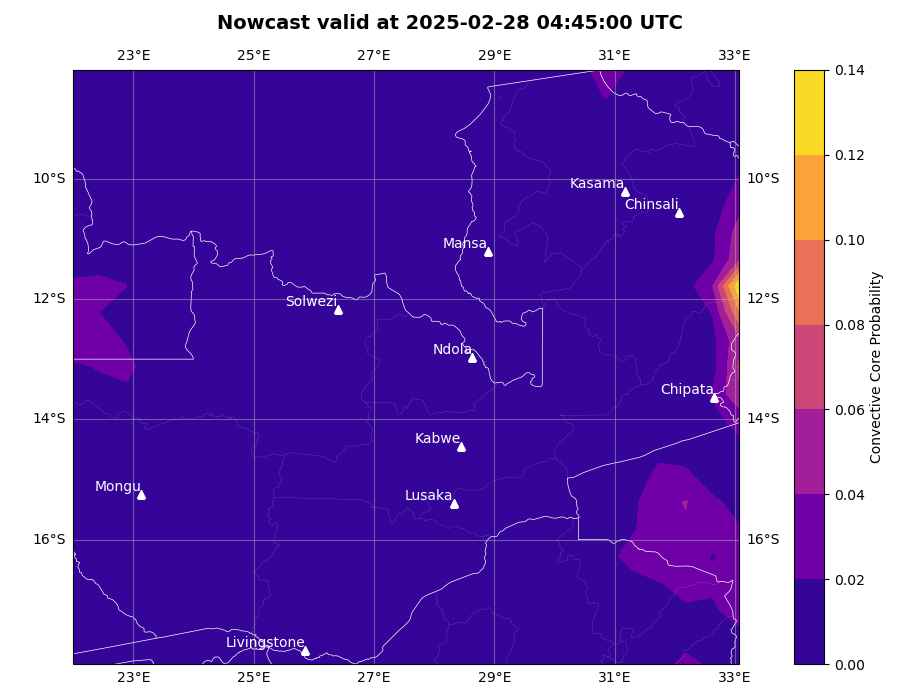 Nowcast valid at 2025-02-28 04:45:00 UTC
23°E 25°E 27°E 29°E 31°E 33°E
0.14
0.12
10°S 10°S
Kasama
Chinsali
0.10
Mansa
12°S 12°S
Solwezi
0.08
Ndola
Convective Core Probability
Chipata
0.06
14°S 14°S
Kabwe
Mongu
Lusaka
0.04
16°S 16°S
0.02
Livingstone
0.00
23°E 25°E 27°E 29°E 31°E 33°E